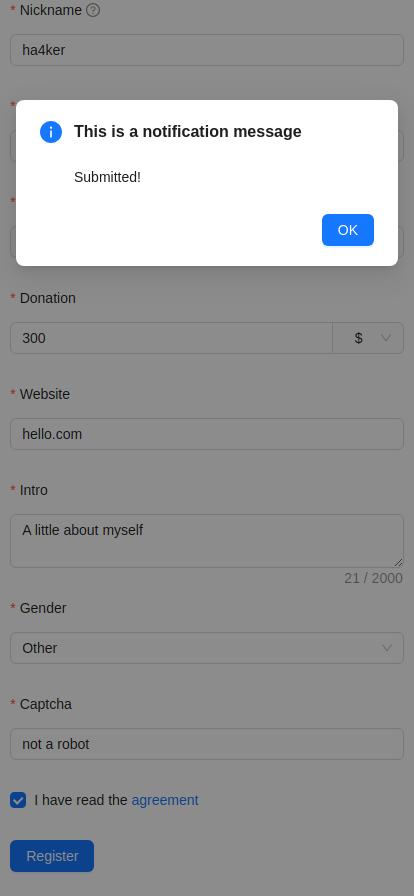 * Nickname
ha4ker
*
This is a notification message
Submitted!
*
OK
* Donation
300 $
* Website
hello.com
* Intro
A little about myself
21 / 2000
* Gender
Other
* Captcha
not a robot
I have read the agreement
Register